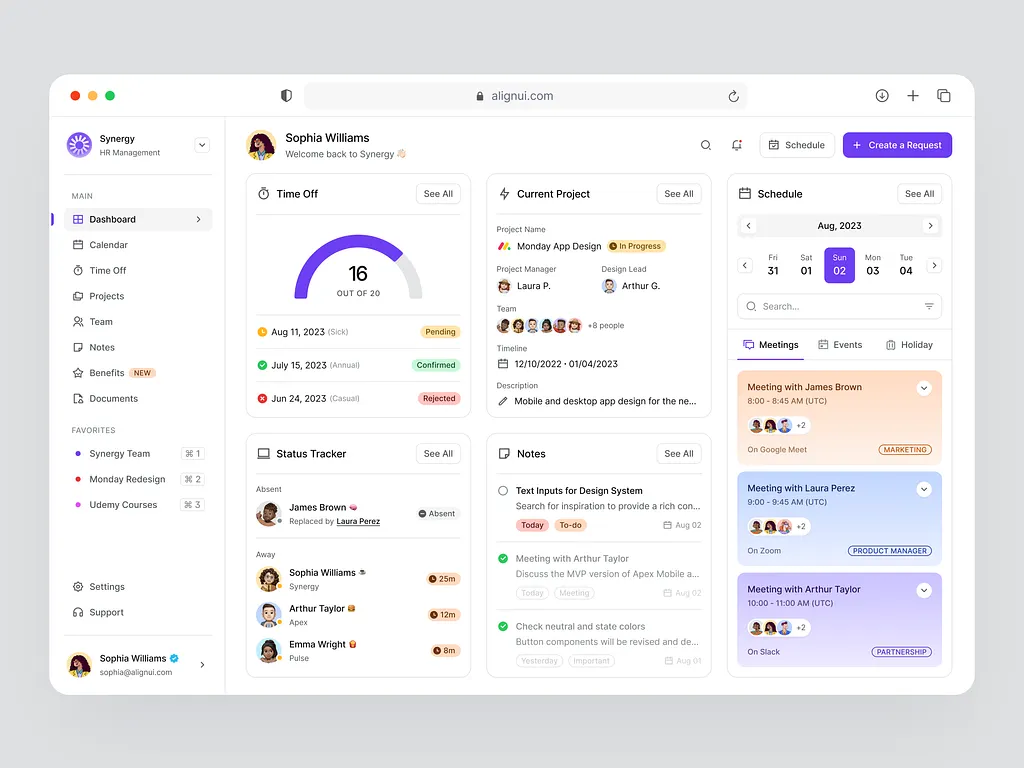 alignui.com
Synergy
HR Management
MAIN
Dashboard
Calendar
Time Off
Projects
Team
Notes
Benefits NEW
Documents
FAVORITES
Synergy Team ⌘ 1
Monday Redesign ⌘ 2
Udemy Courses ⌘ 3
Settings
Support
Sophia Williams
sophia@alignui.com
Sophia Williams
Welcome back to Synergy 👋🏻
Schedule
+ Create a Request
Time Off
See All
16
OUT OF 20
Aug 11, 2023 (Sick) Pending
July 15, 2023 (Annual) Confirmed
Jun 24, 2023 (Casual) Rejected
Current Project
See All
Project Name
Monday App Design In Progress
Project Manager Design Lead
Laura P. Arthur G.
Team
+8 people
Timeline
12/10/2022 • 01/04/2023
Description
Mobile and desktop app design for the ne...
Status Tracker
See All
Absent
James Brown
Replaced by Laura Perez
Absent
Away
Sophia Williams
Synergy
25m
Arthur Taylor
Apex
12m
Emma Wright
Pulse
8m
Notes
See All
Text Inputs for Design System
Search for inspiration to provide a rich con...
Today To-do Aug 02
Meeting with Arthur Taylor
Discuss the MVP version of Apex Mobile a...
Today Meeting Aug 02
Check neutral and state colors
Button components will be revised and de...
Yesterday Important Aug 01
Schedule
See All
Aug, 2023
Fri Sat Sun Mon Tue
31 01 02 03 04
Search...
Meetings Events Holiday
Meeting with James Brown
8:00 - 8:45 AM (UTC)
+2
On Google Meet MARKETING
Meeting with Laura Perez
9:00 - 9:45 AM (UTC)
+2
On Zoom PRODUCT MANAGER
Meeting with Arthur Taylor
10:00 - 11:00 AM (UTC)
+2
On Slack PARTNERSHIP